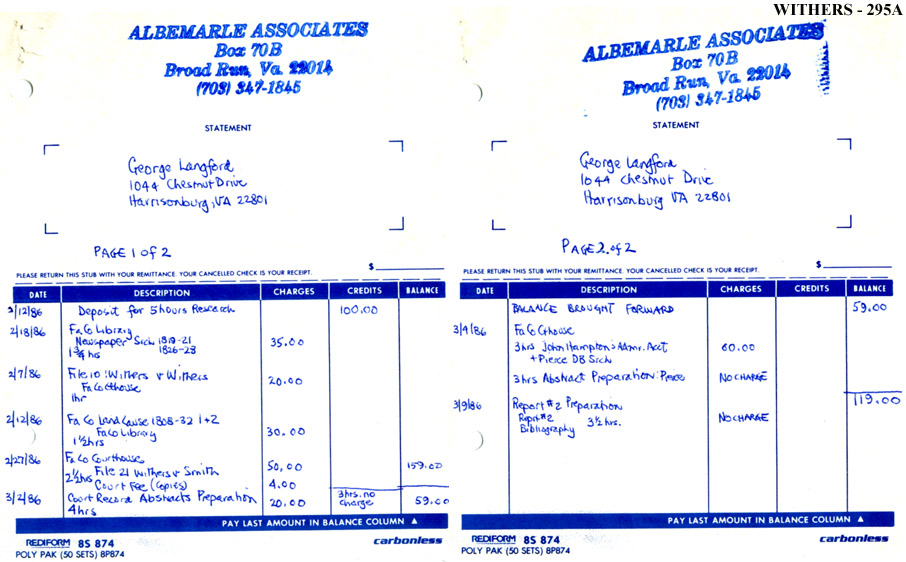 WITHERS - 295A
ALBEMARLE ASSOCIATES
Box 70B
Broad Run, Va. 22014
(703) 347-1845
STATEMENT
George Langford
1044 Chestnut Drive
Harrisonburg, VA 22801
PAGE 1 OF 2
$
PLEASE RETURN THIS STUB WITH YOUR REMITTANCE. YOUR CANCELLED CHECK IS YOUR RECEIPT.
DATE DESCRIPTION CHARGES CREDITS BALANCE
2/12/86 Deposit for 5 hours Research 100.00
2/18/86 Fa Co Library
Newspaper Srch 1819-21
1 3/4 hrs 1826-28 35.00
2/7/86 File 10: Withers v Withers 20.00
Fa Co Cthouse
1hr
2/12/86 Fa Co Land Cause 1808-32 1+2
Fa Co Library 30.00
1 1/2 hrs
2/27/86 Fa Co Courthouse
2 1/2 hrs File 21 Withers v Smith 50.00 159.00
Court Fee (Copies) 4.00
3/2/86 Court Record Abstracts Preparation 20.00 3hrs. no charge 59.00
4 hrs
PAY LAST AMOUNT IN BALANCE COLUMN ▲
REDIFORM 8S 874 carbonless
POLY PAK (50 SETS) 8P874
ALBEMARLE ASSOCIATES
Box 70B
Broad Run, Va. 22014
(703) 347-1845
STATEMENT
George Langford
1044 Chestnut Drive
Harrisonburg VA 22801
PAGE 2 OF 2
$
PLEASE RETURN THIS STUB WITH YOUR REMITTANCE. YOUR CANCELLED CHECK IS YOUR RECEIPT.
DATE DESCRIPTION CHARGES CREDITS BALANCE
BALANCE BROUGHT FORWARD 59.00
3/4/86 Fa Co Cthouse
3hrs John Hampton: Admr. Acct 60.00
+ Pierce DB Srch
3hrs Abstract Preparation: Pierce NO CHARGE
119.00
3/9/86 Report #2 Preparation
Report #2 3 1/2 hrs. NO CHARGE
Bibliography
PAY LAST AMOUNT IN BALANCE COLUMN ▲
REDIFORM 8S 874 carbonless
POLY PAK (50 SETS) 8P874